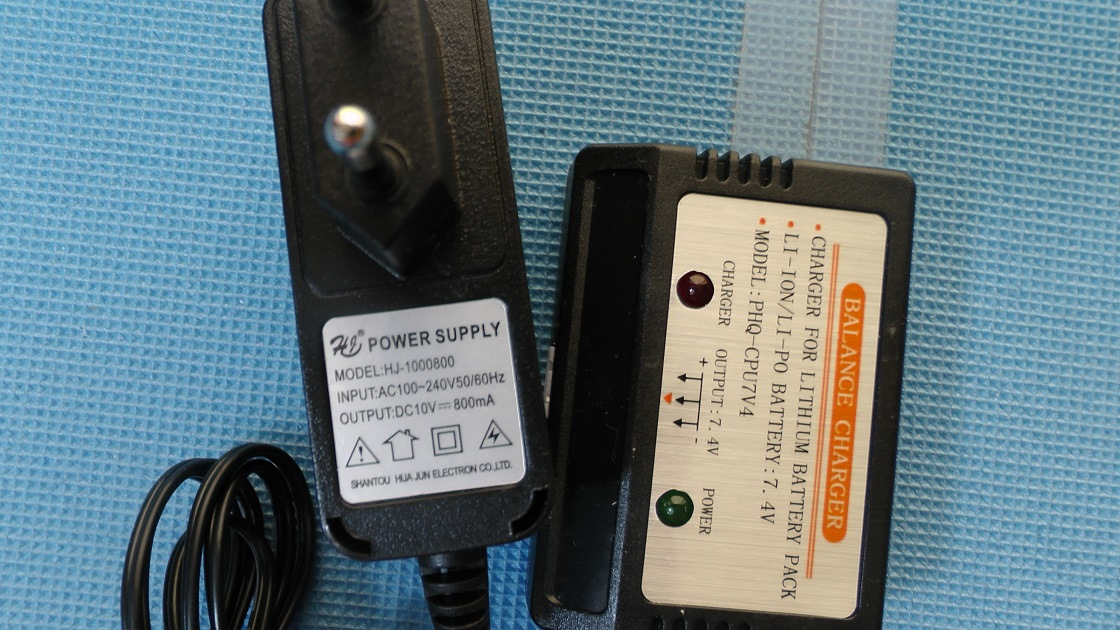 HJ® POWER SUPPLY
MODEL:HJ-1000800
INPUT:AC100~240V50/60Hz
OUTPUT:DC10V⎓800mA
SHANTOU HUA JUN ELECTRON CO.,LTD.
BALANCE CHARGER
• CHARGER FOR LITHIUM BATTERY PACK
• LI-ION/LI-PO BATTERY:7.4V
• MODEL:PHQ-CPU7V4
CHARGER OUTPUT:7.4V POWER
+ -